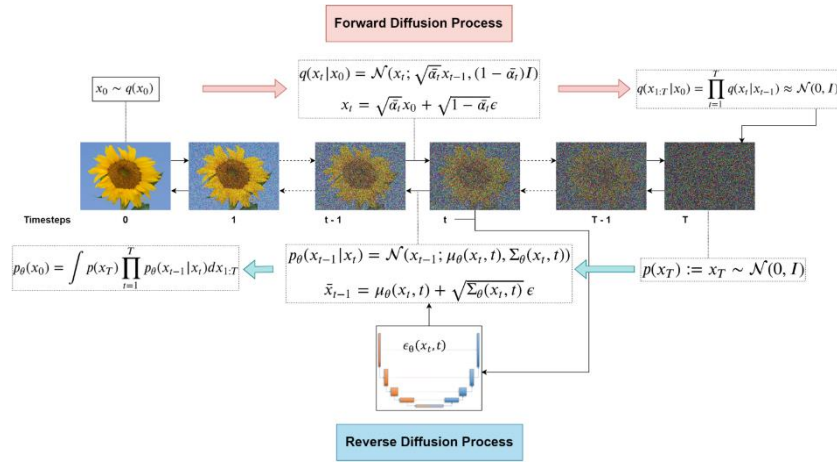 Forward Diffusion Process
x₀ ∼ q(x₀)
q(xₜ|x₀) = 𝒩(xₜ; √ᾱₜ xₜ₋₁, (1 − ᾱₜ)I)
xₜ = √ᾱₜ x₀ + √1 − ᾱₜ ϵ
q(x₁:T|x₀) = ∏ᵀₜ₌₁ q(xₜ|xₜ₋₁) ≈ 𝒩(0, I)
Timesteps 0 1 t - 1 t T - 1 T
p_θ(x₀) = ∫ p(x_T) ∏ᵀₜ₌₁ p_θ(xₜ₋₁|xₜ)dx₁:T
p_θ(xₜ₋₁|xₜ) = 𝒩(xₜ₋₁; μ_θ(xₜ, t), Σ_θ(xₜ, t))
x̄ₜ₋₁ = μ_θ(xₜ, t) + √Σ_θ(xₜ, t) ϵ
p(x_T) := x_T ∼ 𝒩(0, I)
ϵ_θ(xₜ, t)
Reverse Diffusion Process